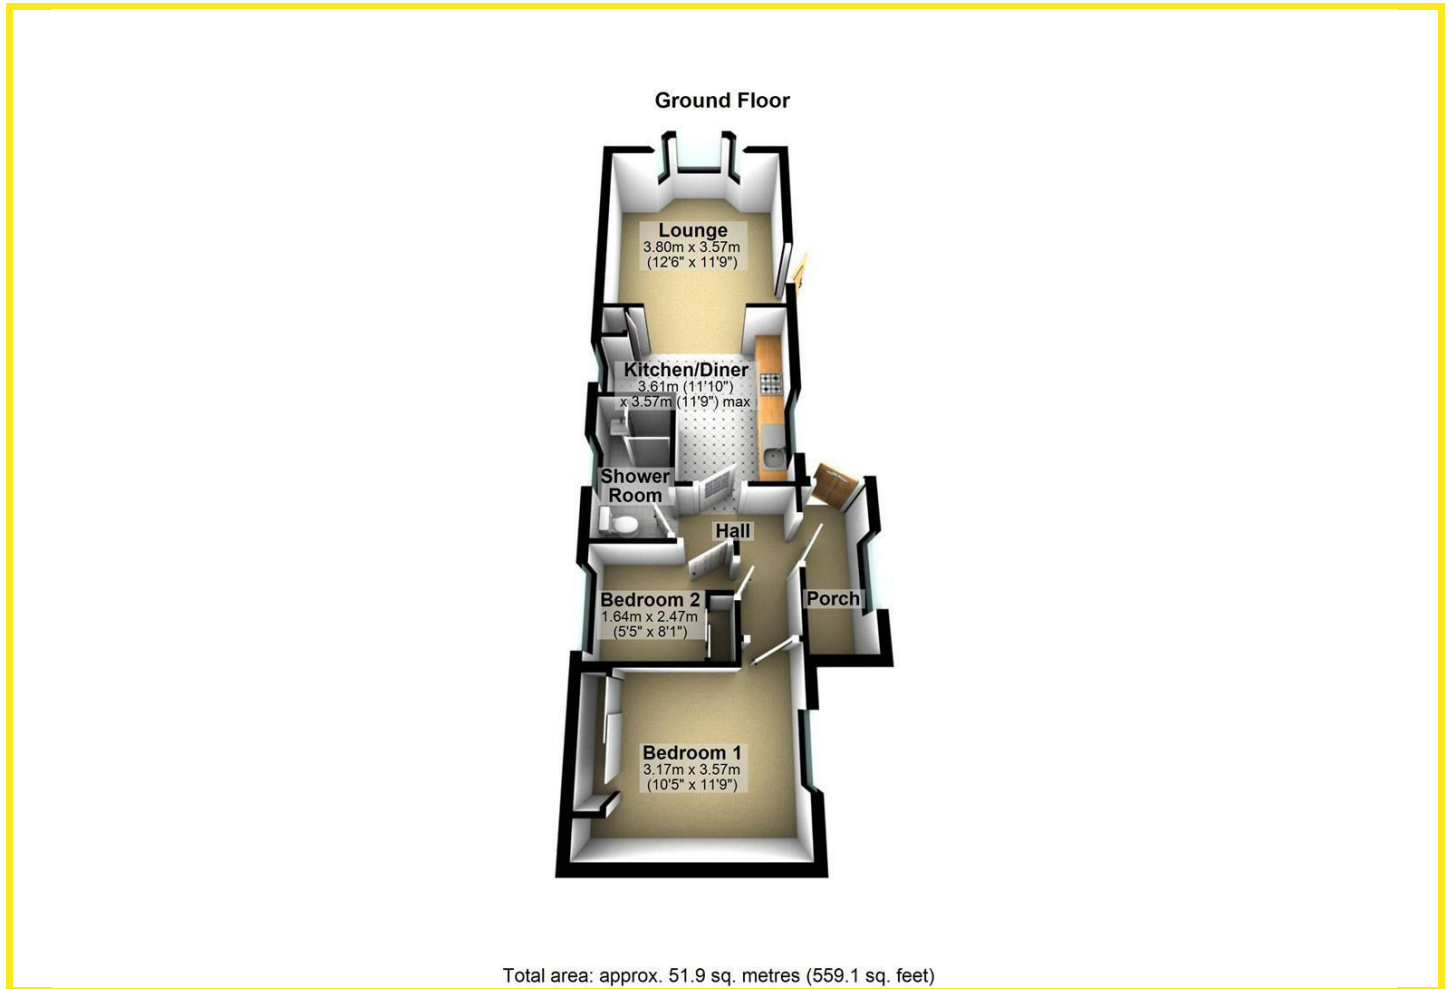 Ground Floor
Lounge
3.80m x 3.57m
(12'6" x 11'9")
Kitchen/Diner
3.61m (11'10")
x 3.57m (11'9") max
Shower
Room
Hall
Bedroom 2
1.64m x 2.47m
(5'5" x 8'1")
Porch
Bedroom 1
3.17m x 3.57m
(10'5" x 11'9")
Total area: approx. 51.9 sq. metres (559.1 sq. feet)